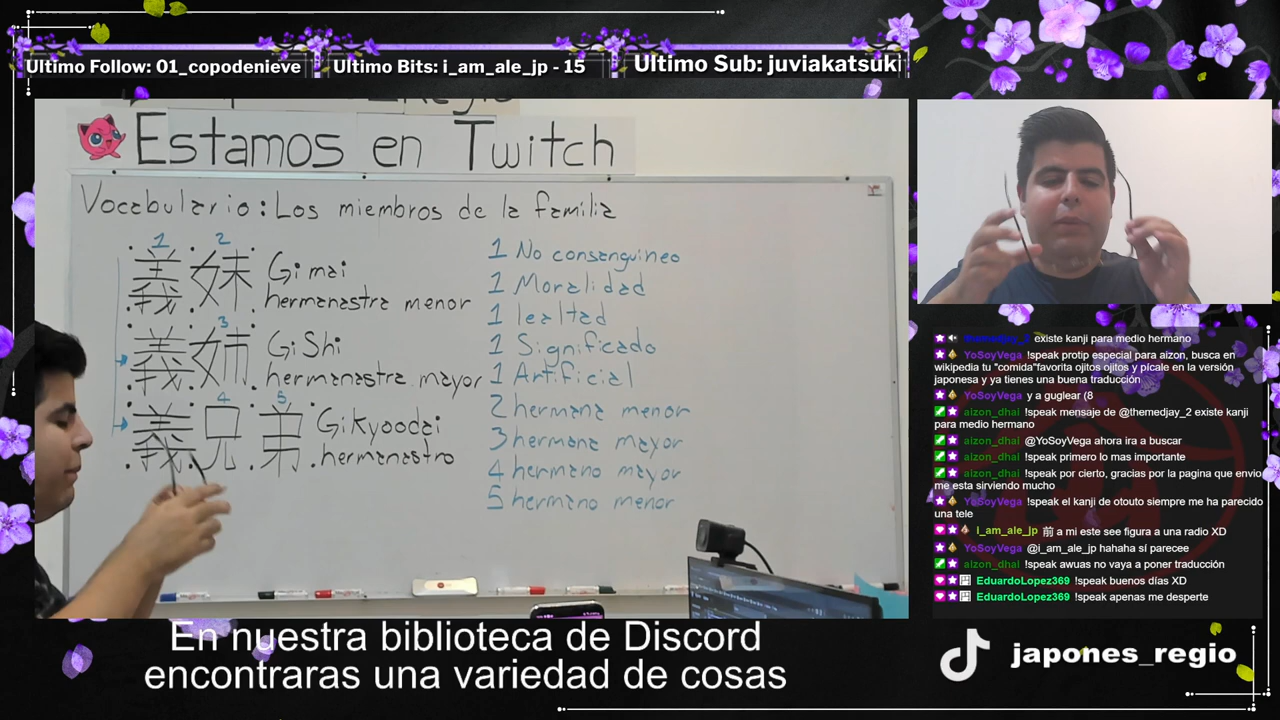 Ultimo Follow: 01_copodenieve
Ultimo Bits: i_am_ale_jp - 15
Ultimo Sub: juviakatsuki
Estamos en Twitch
Vocabulario: Los miembros de la familia
1 2
義妹 Gimai
hermanastra menor
3
義姉 GiShi
hermanastra mayor
4 5
義兄弟 GiKyoodai
hermanastro
1 No consanguineo
1 Moralidad
1 lealtad
1 Significado
1 Artificial
2 hermana menor
3 hermana mayor
4 hermano mayor
5 hermano menor
themedjay_2 existe kanji para medio hermano
YoSoyVega !speak protip especial para aizon, busca en
wikipedia tu "comida"favorita ojitos ojitos y pícale en la versión
japonesa y ya tienes una buena traducción
YoSoyVega y a guglear (8
aizon_dhal !speak mensaje de @themedjay_2 existe kanji
para medio hermano
aizon_dhal @YoSoyVega ahora ira a buscar
aizon_dhal !speak primero lo mas importante
aizon_dhal !speak por cierto, gracias por la pagina que envio
me esta sirviendo mucho
YoSoyVega !speak el kanji de otouto siempre me ha parecido
una tele
i_am_ale_jp 前 a mi este see figura a una radio XD
YoSoyVega @i_am_ale_jp hahaha sí parecee
aizon_dhal !speak awuas no vaya a poner traducción
EduardoLopez369 !speak buenos días XD
EduardoLopez369 !speak apenas me desperte
En nuestra biblioteca de Discord
encontraras una variedad de cosas
japones_regio